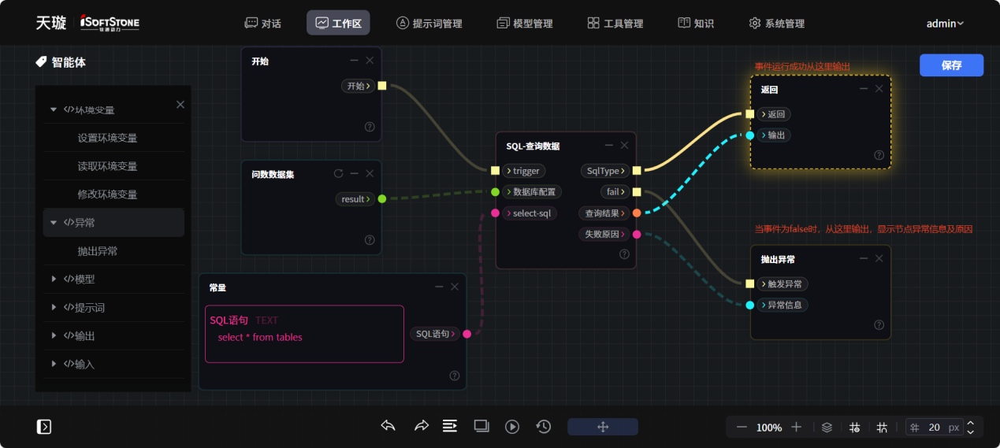 天璇 iSOFTSTONE 软通动力
对话 工作区 提示词管理 模型管理 工具管理 知识 系统管理 admin
智能体
保存
</>环境变量
设置环境变量
读取环境变量
修改环境变量
</>异常
抛出异常
</>模型
</>提示词
</>输出
</>输入
开始
开始
问数数据集
result
常量
SQL语句 TEXT
select * from tables
SQL语句
SQL-查询数据
trigger SqlType
数据库配置 fail
select-sql 查询结果
失败原因
事件运行成功从这里输出
返回
返回
输出
当事件为false时，从这里输出，显示节点异常信息及原因
抛出异常
触发异常
异常信息
100% 20 px